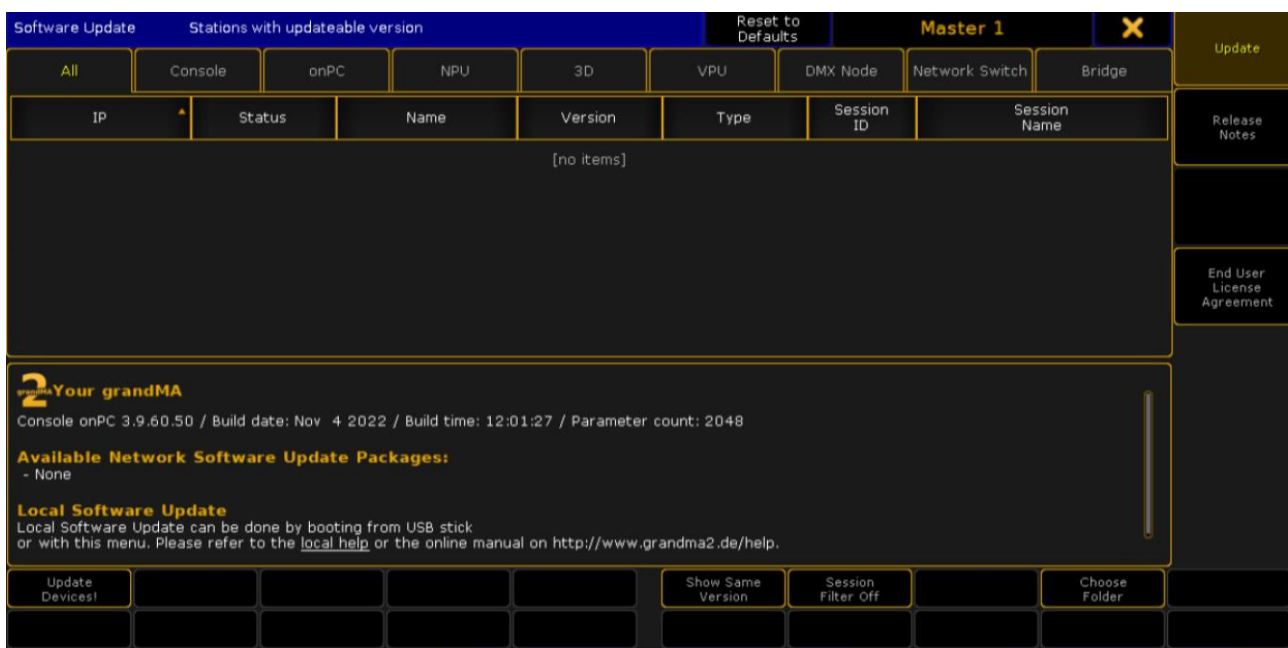 Software Update Stations with updateable version Reset to Defaults Master 1
Update
All Console onPC NPU 3D VPU DMX Node Network Switch Bridge
IP Status Name Version Type Session ID Session Name
Release Notes
[no items]
End User License Agreement
2 grandMA Your grandMA
Console onPC 3.9.60.50 / Build date: Nov 4 2022 / Build time: 12:01:27 / Parameter count: 2048
Available Network Software Update Packages:
- None
Local Software Update
Local Software Update can be done by booting from USB stick
or with this menu. Please refer to the local help or the online manual on http://www.grandma2.de/help.
Update Devices! Show Same Version Session Filter Off Choose Folder